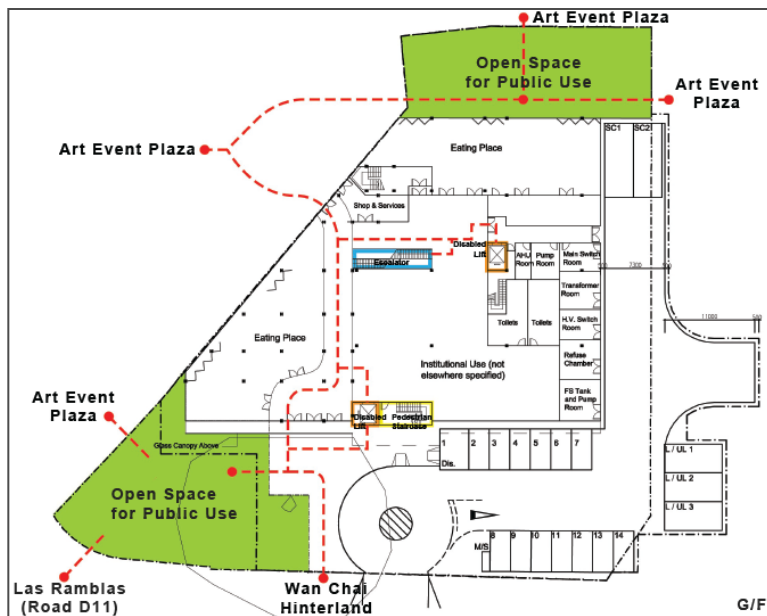 Art Event Plaza
Open Space
for Public Use
Art Event
Plaza
SC1
SC2
Art Event Plaza
Eating Place
Shop & Services
Disabled
Lift
AHU
Room
Pump
Room
Main Switch
Room
Escalator
7300
Transformer
Room
11000
Toilets
Toilets
H.V. Switch
Room
Eating Place
Institutional Use (not
elsewhere specified)
Refuse
Chamber
Art Event
Plaza
FS Tank
and Pump
Room
Disabled
Lift
Pedestrian
Staircase
Glass Canopy Above
1
2
3
4
5
6
7
Dis.
L / UL 1
L / UL 2
L / UL 3
Open Space
for Public Use
M/S
8
9
10
11
12
13
14
Las Ramblas
(Road D11)
Wan Chai
Hinterland
G/F